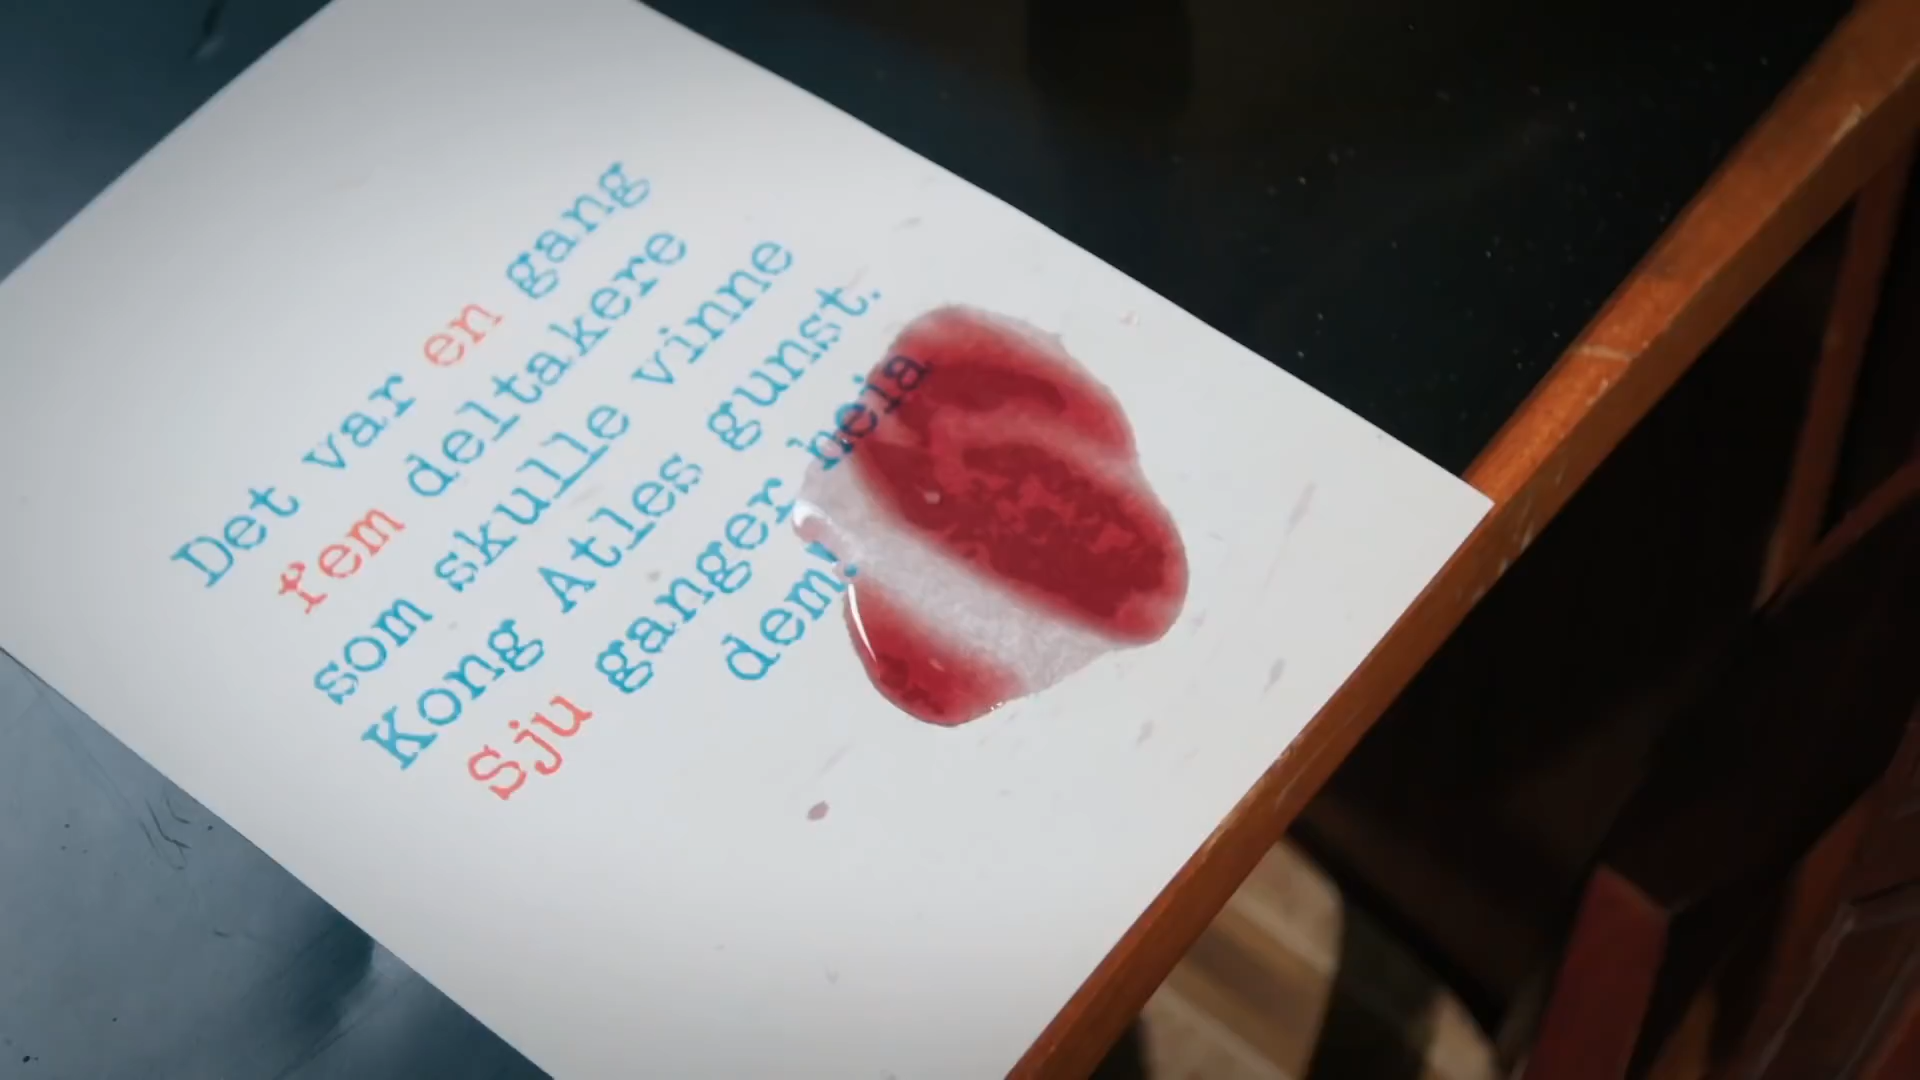 Det var en gang
fem deltakere
som skulle vinne
Kong Atles gunst.
Sju ganger heia
dem!